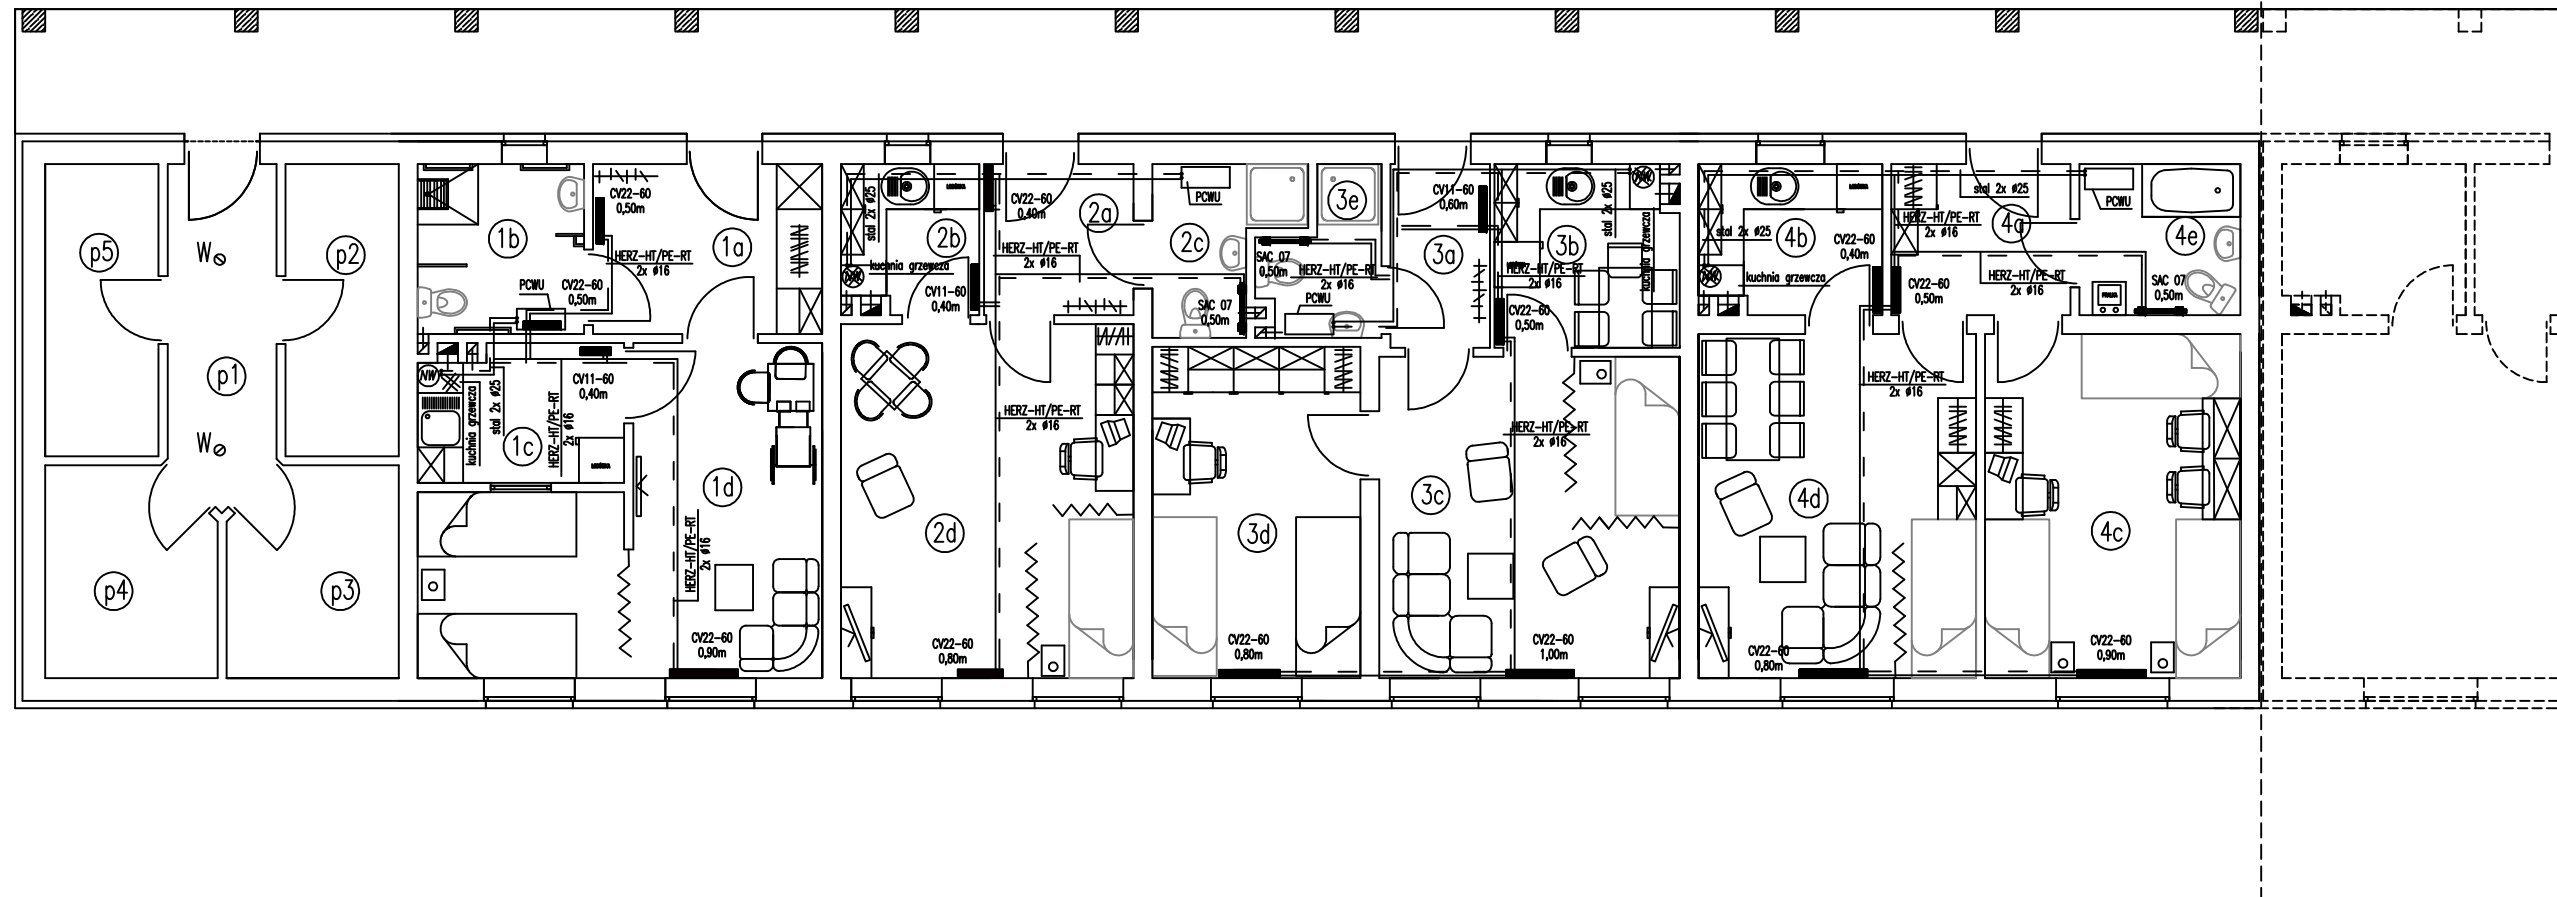 p5
W
p2
p1
W
p4
p3
1b
CV22-60
0,50m
HERZ-HT/PE-RT
2x ø16
1a
PCWU
CV22-60
0,50m
NW
kuchnia grzewcza
stal 2x ø25
CV11-60
0,40m
HERZ-HT/PE-RT
2x ø16
1c
1d
HERZ-HT/PE-RT
2x ø16
CV22-60
0,90m
stal 2x ø25
2b
kuchnia grzewcza
CV11-60
0,40m
CV22-60
0,40m
2a
HERZ-HT/PE-RT
2x ø16
PCWU
2c
SAC 07
0,50m
HERZ-HT/PE-RT
2x ø16
2d
CV22-60
0,80m
3e
SAC 07
0,50m
HERZ-HT/PE-RT
2x ø16
PCWU
CV11-60
0,60m
3a
3b
stal 2x ø25
kuchnia grzewcza
HERZ-HT/PE-RT
2x ø16
CV22-60
0,50m
HERZ-HT/PE-RT
2x ø16
3c
3d
CV22-60
0,80m
CV22-60
1,00m
stal 2x ø25
4b
kuchnia grzewcza
CV22-60
0,40m
CV22-60
0,50m
stal 2x ø25
HERZ-HT/PE-RT
2x ø16
4a
PCWU
4e
HERZ-HT/PE-RT
2x ø16
SAC 07
0,50m
HERZ-HT/PE-RT
2x ø16
4d
4c
CV22-60
0,80m
CV22-60
0,90m